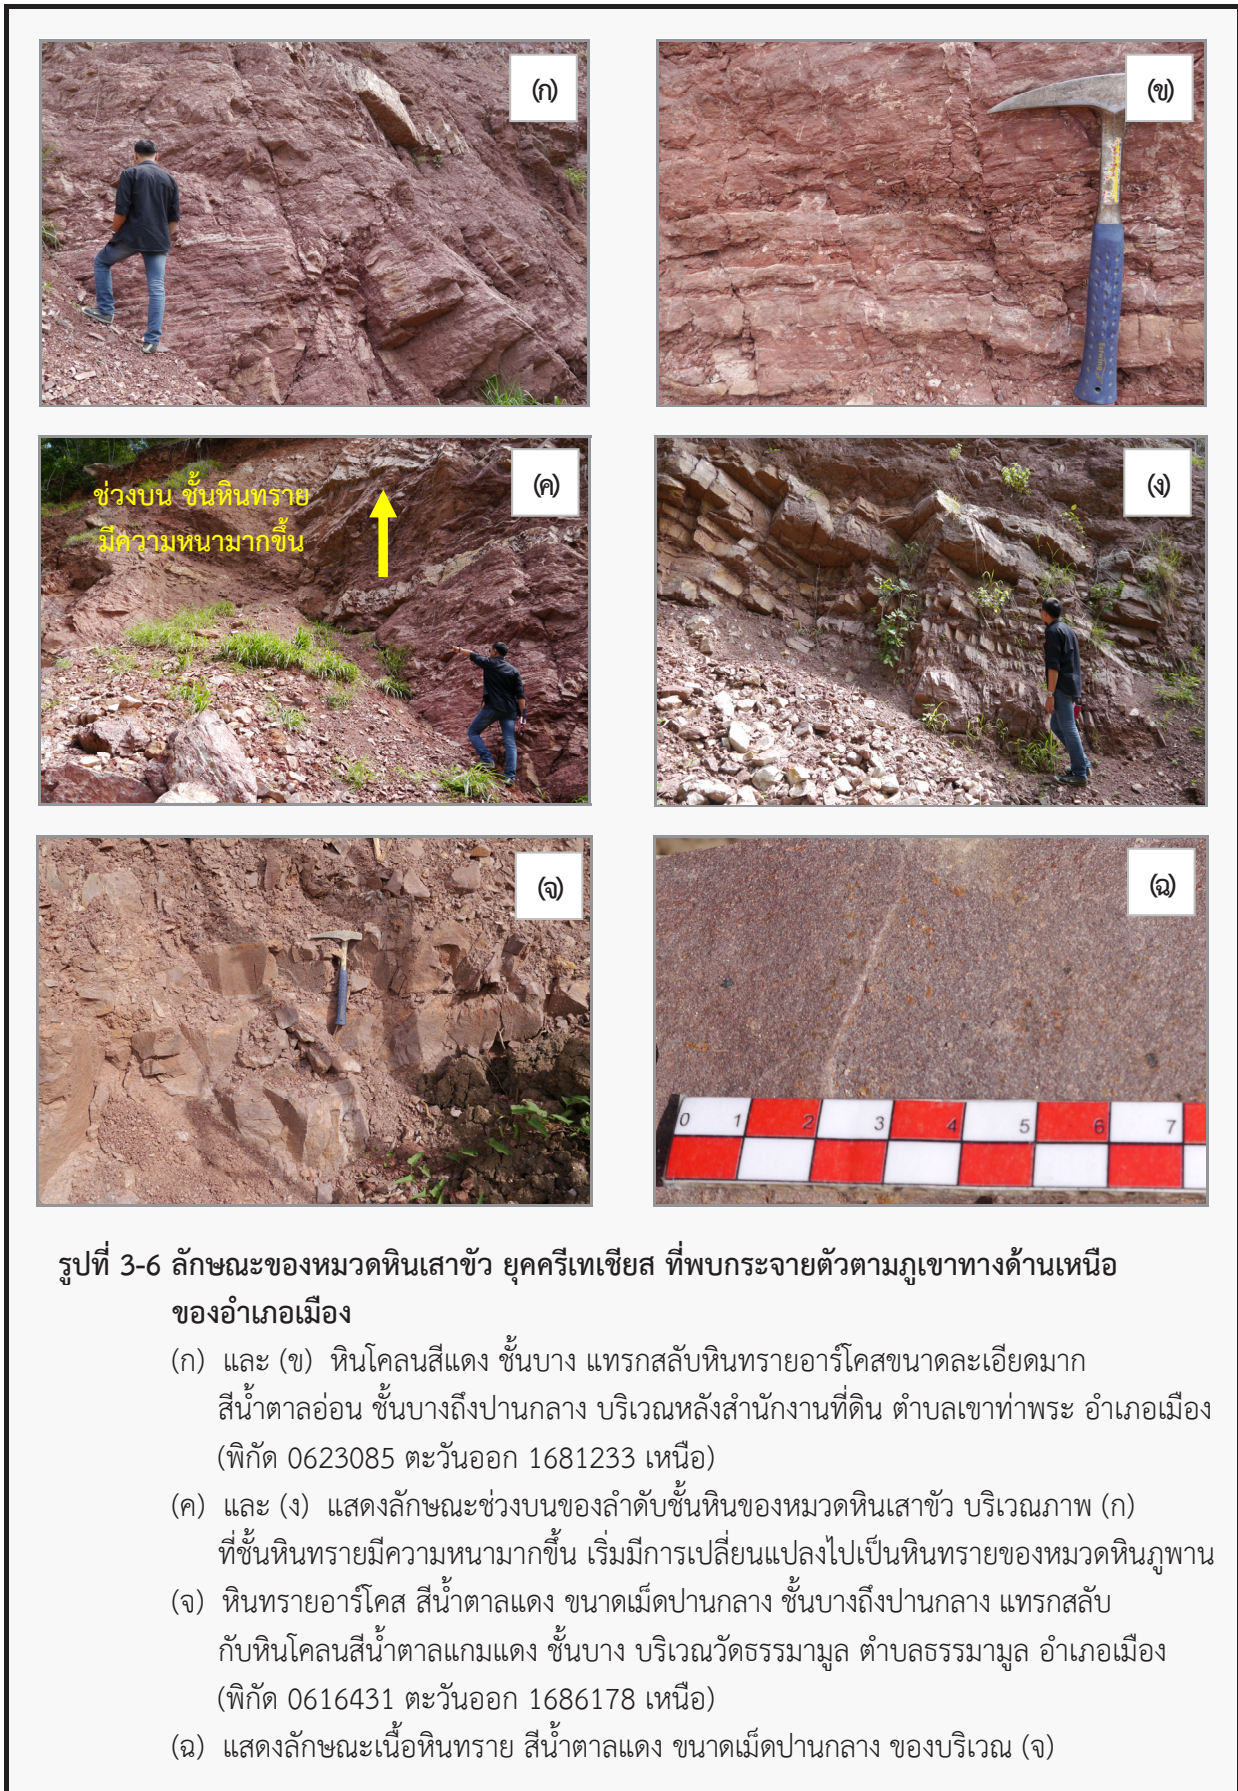 (ก)
(ข)
ช่วงบน ชั้นหินทราย
มีความหนามากขึ้น
(ค)
(ง)
(จ)
(ฉ)
0 1 2 3 4 5 6 7
รูปที่ 3-6 ลักษณะของหมวดหินเสาขัว ยุคครีเทเชียส ที่พบกระจายตัวตามภูเขาทางด้านเหนือ
ของอำเภอเมือง
(ก) และ (ข) หินโคลนสีแดง ชั้นบาง แทรกสลับหินทรายอาร์โคสขนาดละเอียดมาก
สีน้ำตาลอ่อน ชั้นบางถึงปานกลาง บริเวณหลังสำนักงานที่ดิน ตำบลเขาท่าพระ อำเภอเมือง
(พิกัด 0623085 ตะวันออก 1681233 เหนือ)
(ค) และ (ง) แสดงลักษณะช่วงบนของลำดับชั้นหินของหมวดหินเสาขัว บริเวณภาพ (ก)
ที่ชั้นหินทรายมีความหนามากขึ้น เริ่มมีการเปลี่ยนแปลงไปเป็นหินทรายของหมวดหินภูพาน
(จ) หินทรายอาร์โคส สีน้ำตาลแดง ขนาดเม็ดปานกลาง ชั้นบางถึงปานกลาง แทรกสลับ
กับหินโคลนสีน้ำตาลแกมแดง ชั้นบาง บริเวณวัดธรรมามูล ตำบลธรรมามูล อำเภอเมือง
(พิกัด 0616431 ตะวันออก 1686178 เหนือ)
(ฉ) แสดงลักษณะเนื้อหินทราย สีน้ำตาลแดง ขนาดเม็ดปานกลาง ของบริเวณ (จ)